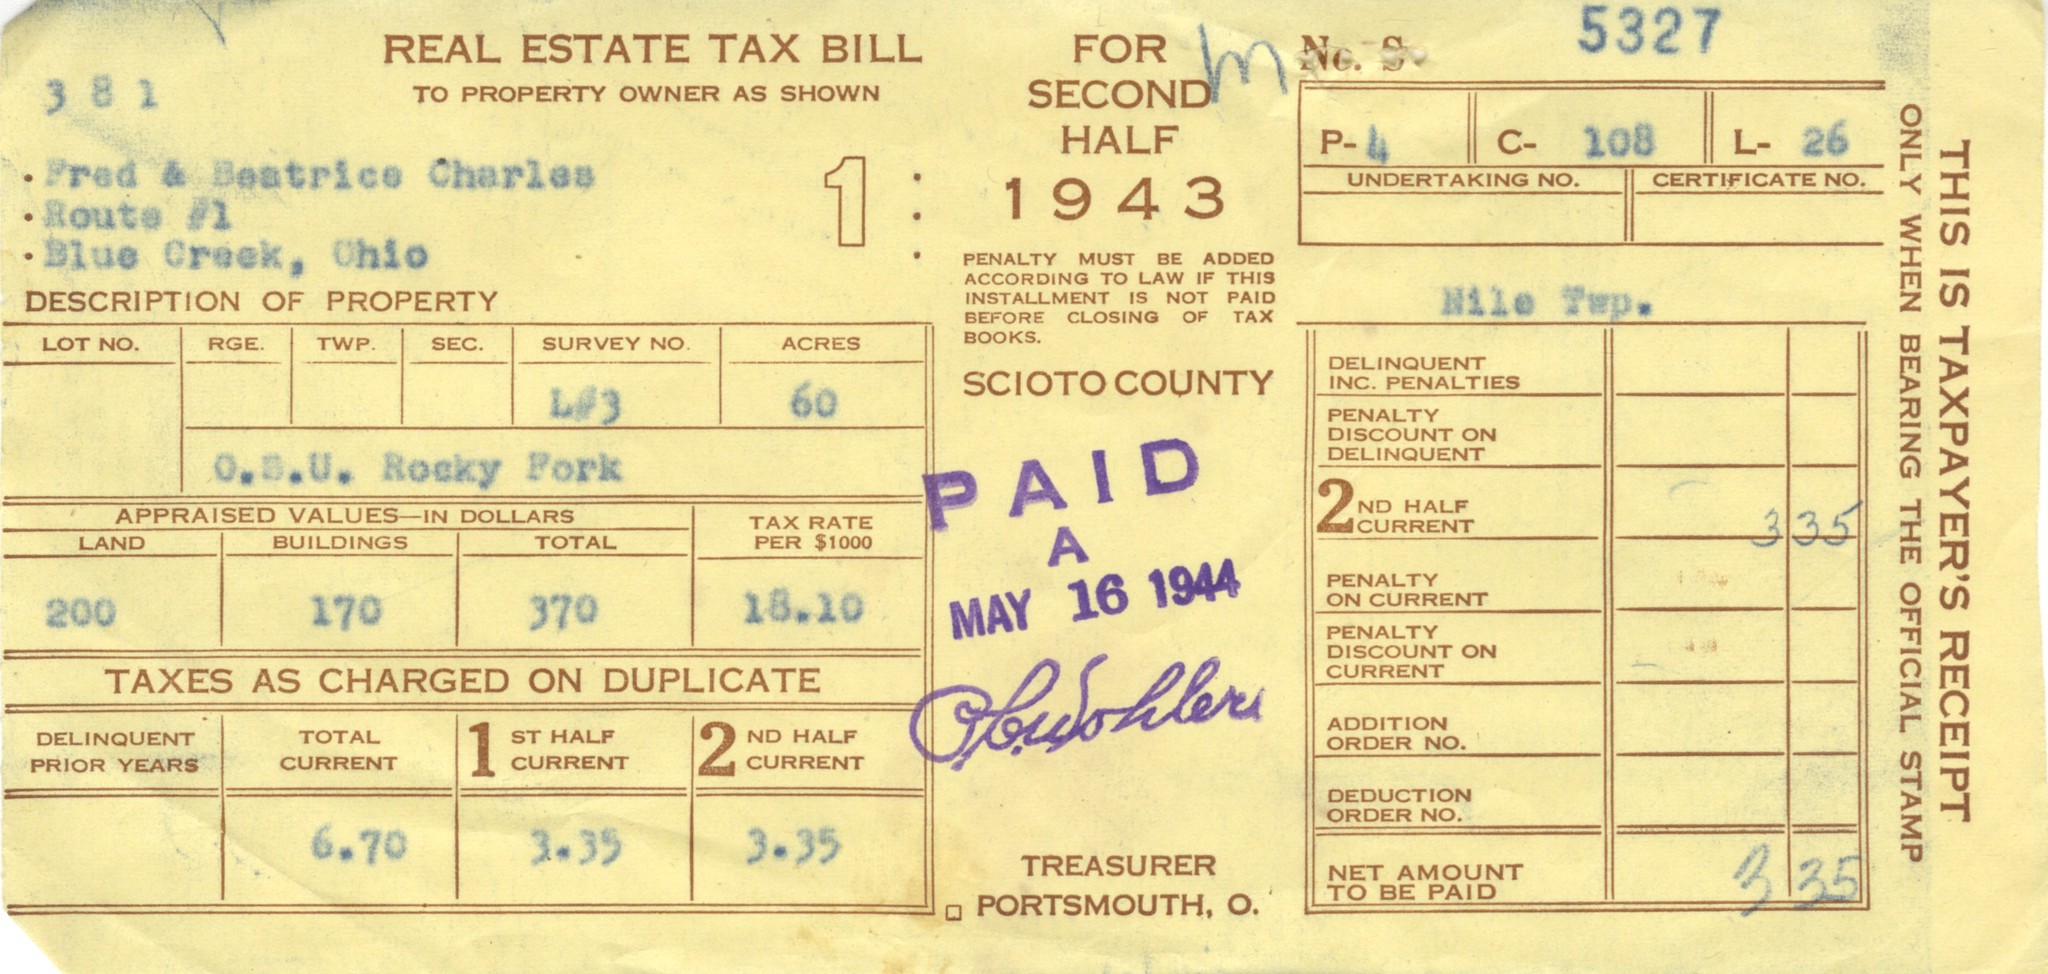 REAL ESTATE TAX BILL
TO PROPERTY OWNER AS SHOWN
381
Fred & Beatrice Charles
Route #1
Blue Creek, Ohio
1
FOR
SECOND
HALF
1943
PENALTY MUST BE ADDED
ACCORDING TO LAW IF THIS
INSTALLMENT IS NOT PAID
BEFORE CLOSING OF TAX
BOOKS.
SCIOTO COUNTY
PAID
A
MAY 16 1944
TREASURER
PORTSMOUTH, O.
m
No. S 5327
P- 4 C- 108 L- 26
UNDERTAKING NO. CERTIFICATE NO.
Nile Twp.
DESCRIPTION OF PROPERTY
LOT NO. RGE. TWP. SEC. SURVEY NO. ACRES
L#3 60
O.S.U. Rocky Fork
APPRAISED VALUES—IN DOLLARS
LAND BUILDINGS TOTAL TAX RATE PER $1000
200 170 370 18.10
TAXES AS CHARGED ON DUPLICATE
DELINQUENT PRIOR YEARS TOTAL CURRENT 1ST HALF CURRENT 2ND HALF CURRENT
6.70 3.35 3.35
DELINQUENT
INC. PENALTIES
PENALTY
DISCOUNT ON
DELINQUENT
2ND HALF
CURRENT 3 35
PENALTY
ON CURRENT
PENALTY
DISCOUNT ON
CURRENT
ADDITION
ORDER NO.
DEDUCTION
ORDER NO.
NET AMOUNT
TO BE PAID 3 35
THIS IS TAXPAYER'S RECEIPT
ONLY WHEN BEARING THE OFFICIAL STAMP